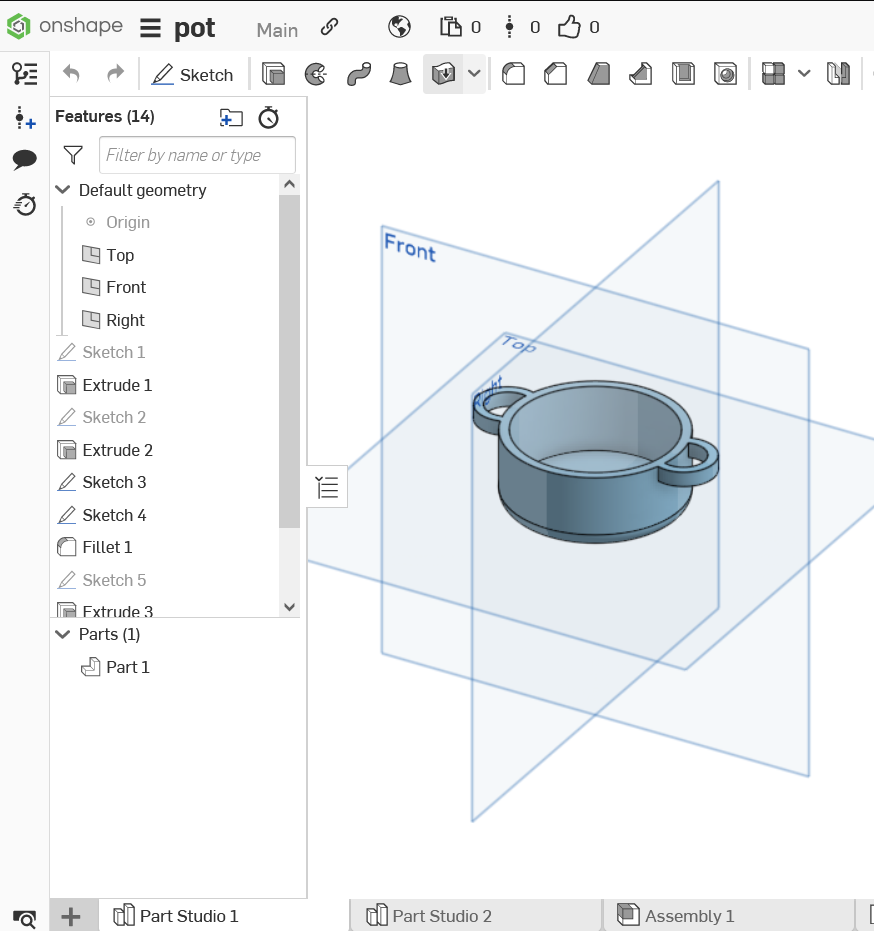 onshape pot Main 0 0 0
Sketch
Features (14)
Filter by name or type
Default geometry
Origin
Top
Front
Right
Sketch 1
Extrude 1
Sketch 2
Extrude 2
Sketch 3
Sketch 4
Fillet 1
Sketch 5
Extrude 3
Parts (1)
Part 1
Front
Top
Right
Part Studio 1
Part Studio 2
Assembly 1